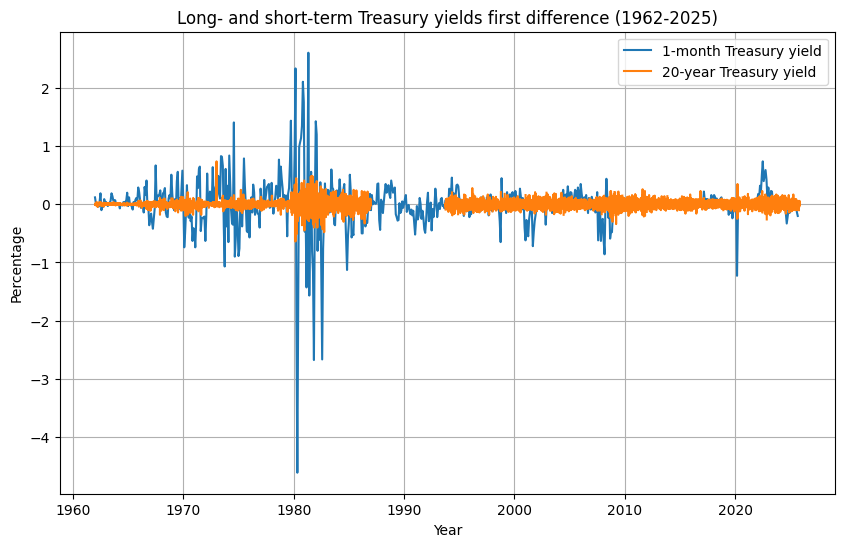 Long- and short-term Treasury yields first difference (1962-2025)
1-month Treasury yield
20-year Treasury yield
Percentage
2
1
0
−1
−2
−3
−4
1960
1970
1980
1990
2000
2010
2020
Year